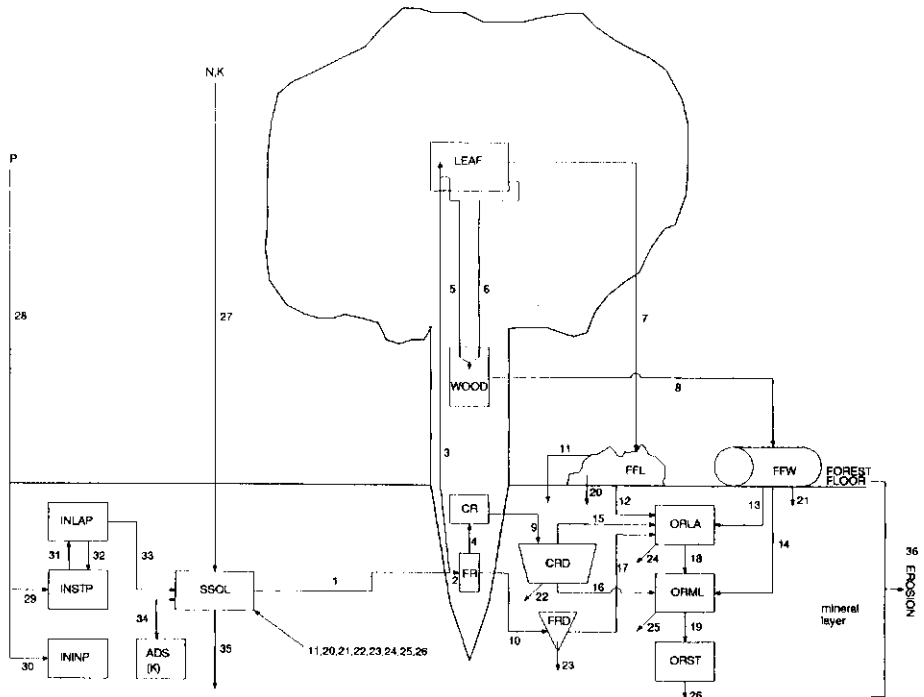 N,K
P
LEAF
5
6
28
27
7
WOOD
8
3
11
FFL
FFW
FOREST
FLOOR
20
12
13
21
INLAP
CR
9
15
ORLA
14
36 EROSION
31
32
33
4
24
18
INSTP
SSOL
1
2
FR
CRD
17
16
ORML
29
22
34
10
FRD
25
19
mineral
layer
30
ININP
ADS
(K)
35
11,20,21,22,23,24,25,26
23
ORST
26